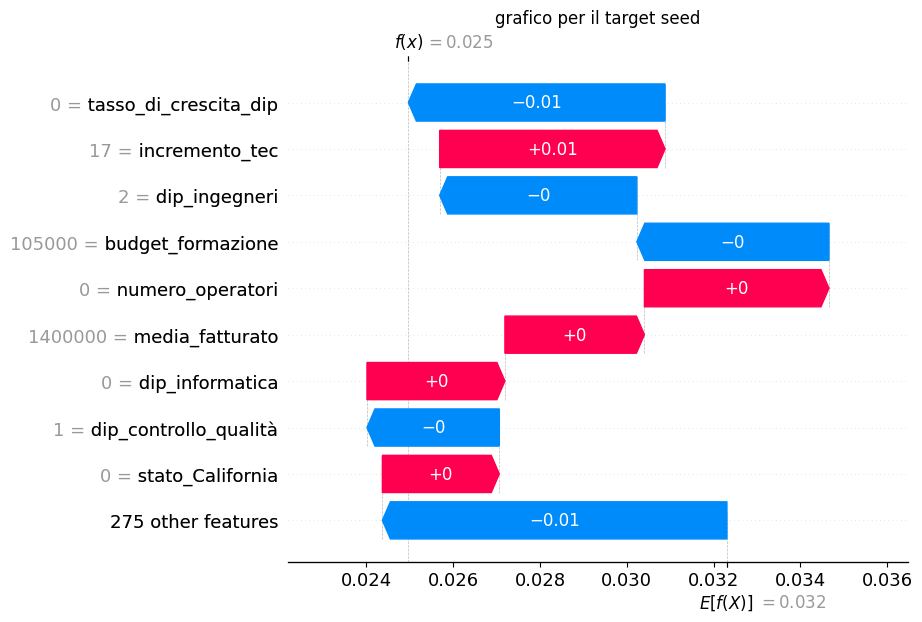 grafico per il target seed
f(x) = 0.025
0 = tasso_di_crescita_dip
−0.01
17 = incremento_tec
+0.01
2 = dip_ingegneri
−0
105000 = budget_formazione
−0
0 = numero_operatori
+0
1400000 = media_fatturato
+0
0 = dip_informatica
+0
1 = dip_controllo_qualità
−0
0 = stato_California
+0
275 other features
−0.01
0.024 0.026 0.028 0.030 0.032 0.034 0.036
E[f(X)] = 0.032